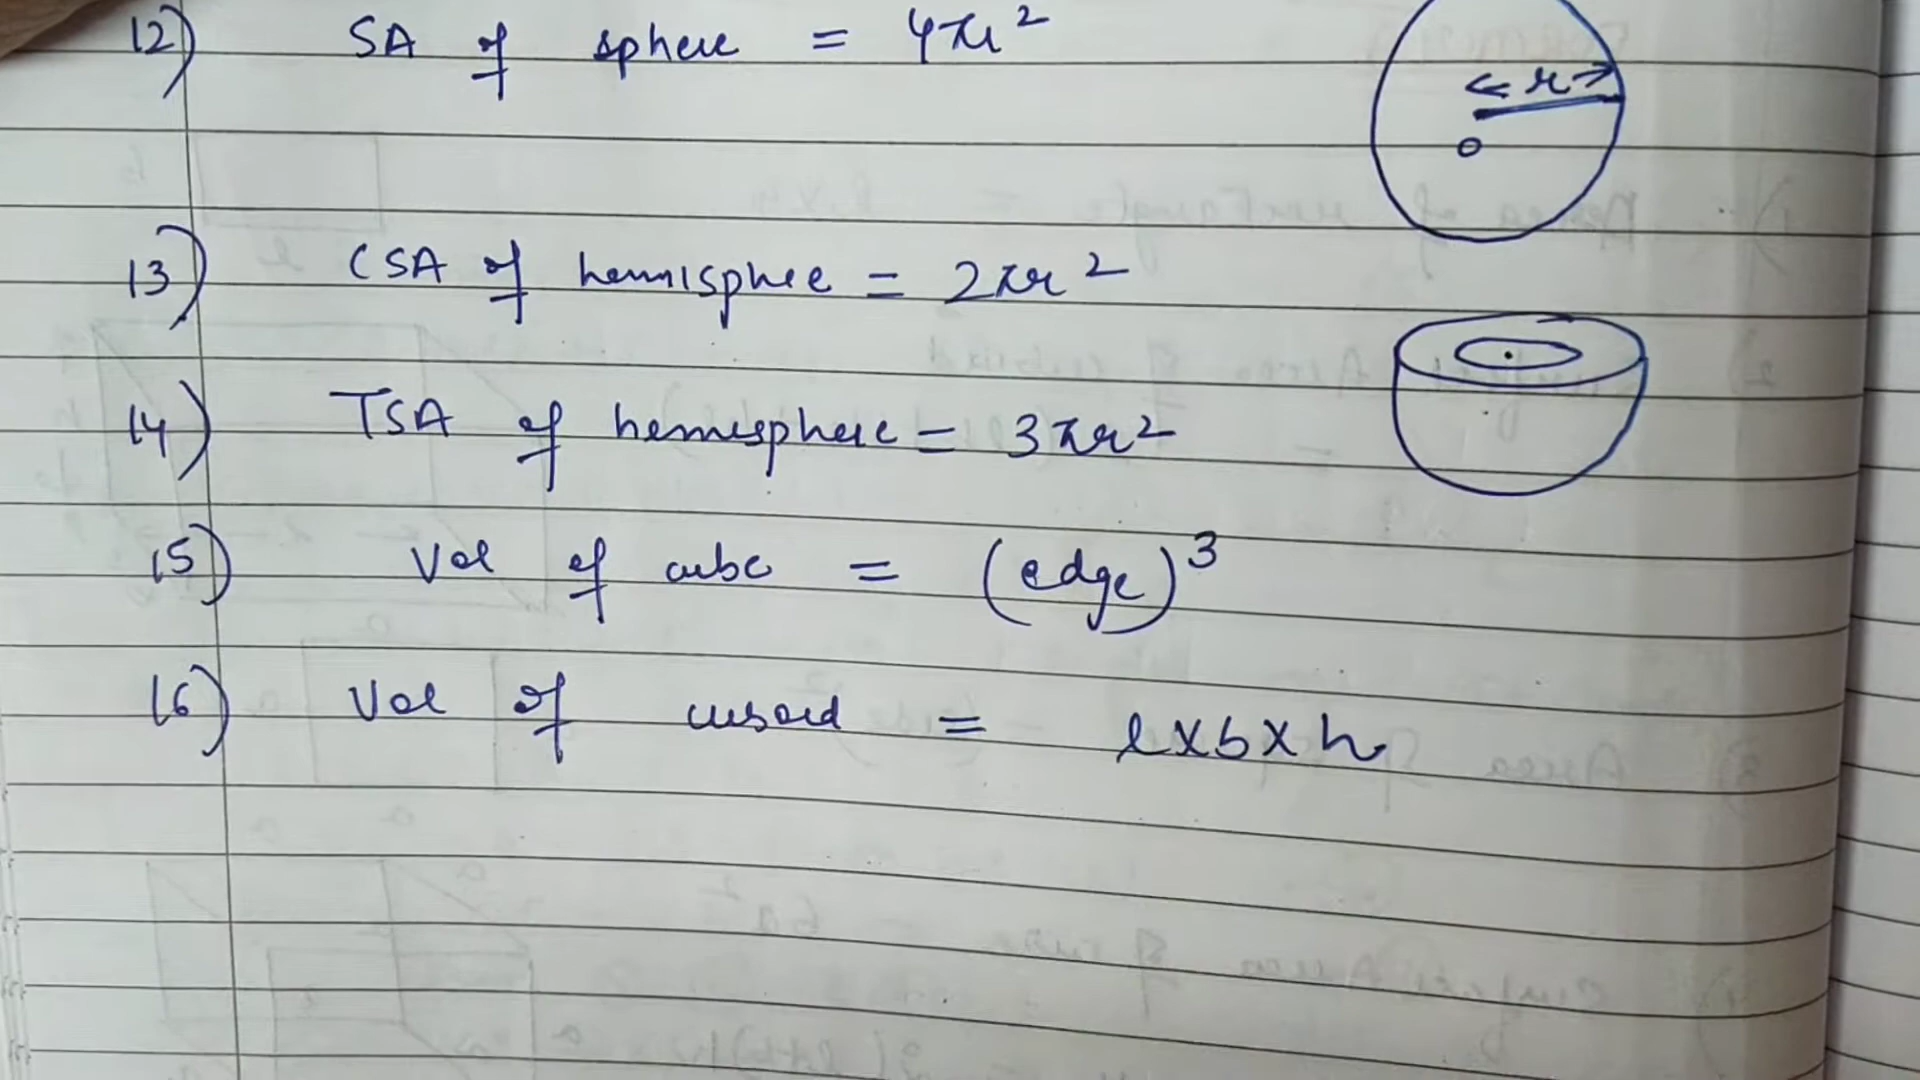 12) SA of sphere = 4πr²
r
O
13) CSA of hemisphee = 2πr²
14) TSA of hemisphere = 3πr²
15) Vol of cube = (edge)³
16) Vol of cuboid = l x b x h